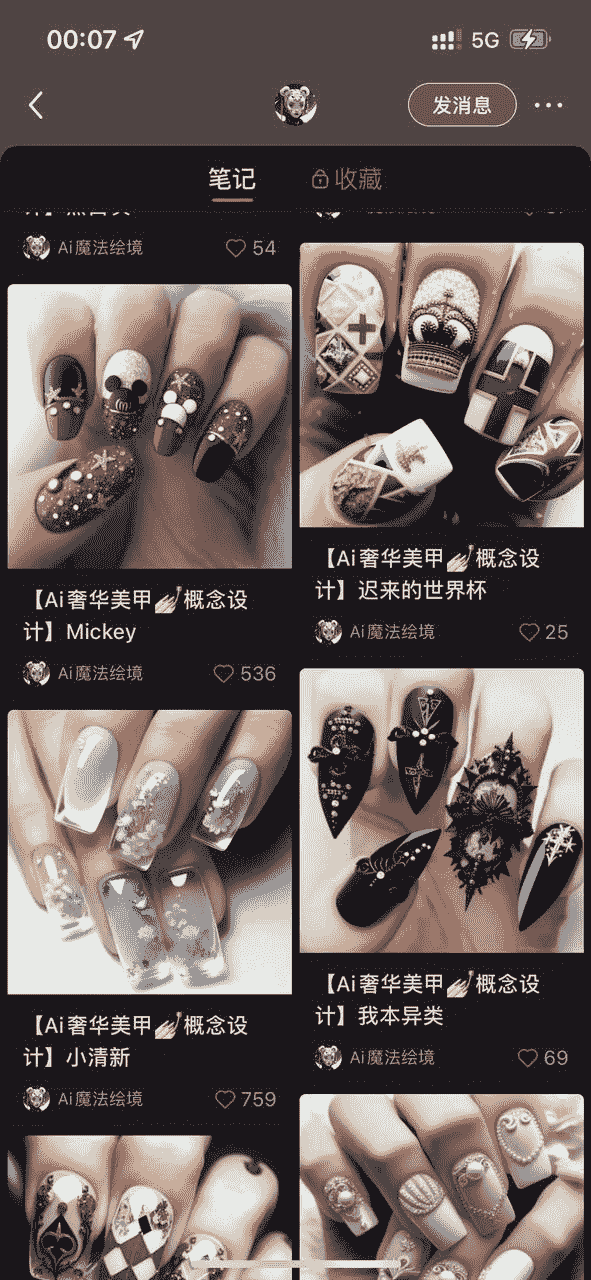 00:07
5G
发消息
笔记
收藏
Ai魔法绘境
54
【Ai奢华美甲💅概念设
计】Mickey
Ai魔法绘境
536
【Ai奢华美甲💅概念设
计】小清新
Ai魔法绘境
759
【Ai奢华美甲💅概念设
计】迟来的世界杯
Ai魔法绘境
25
【Ai奢华美甲💅概念设
计】我本异类
Ai魔法绘境
69